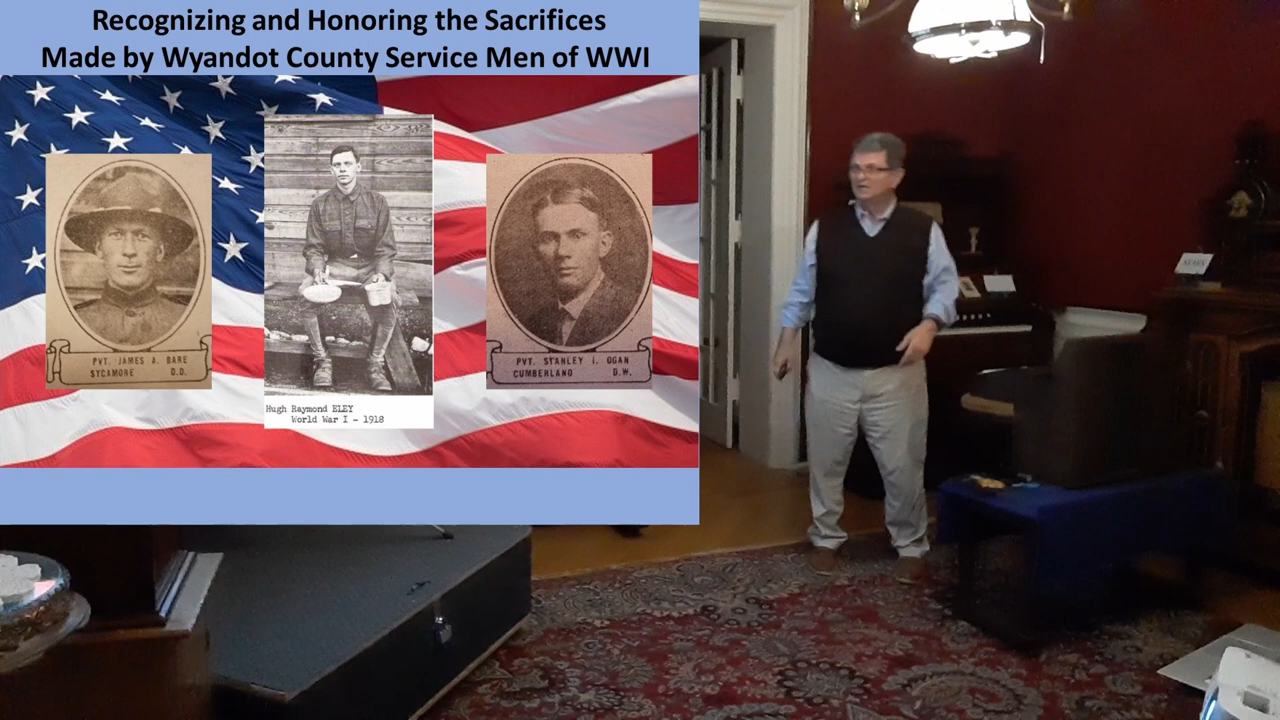 Recognizing and Honoring the Sacrifices
Made by Wyandot County Service Men of WWI
PVT. JAMES A. BARE
SYCAMORE D.D.
Hugh Raymond ELEY
World War I - 1918
PVT. STANLEY I. OGAN
CUMBERLAND D.W.